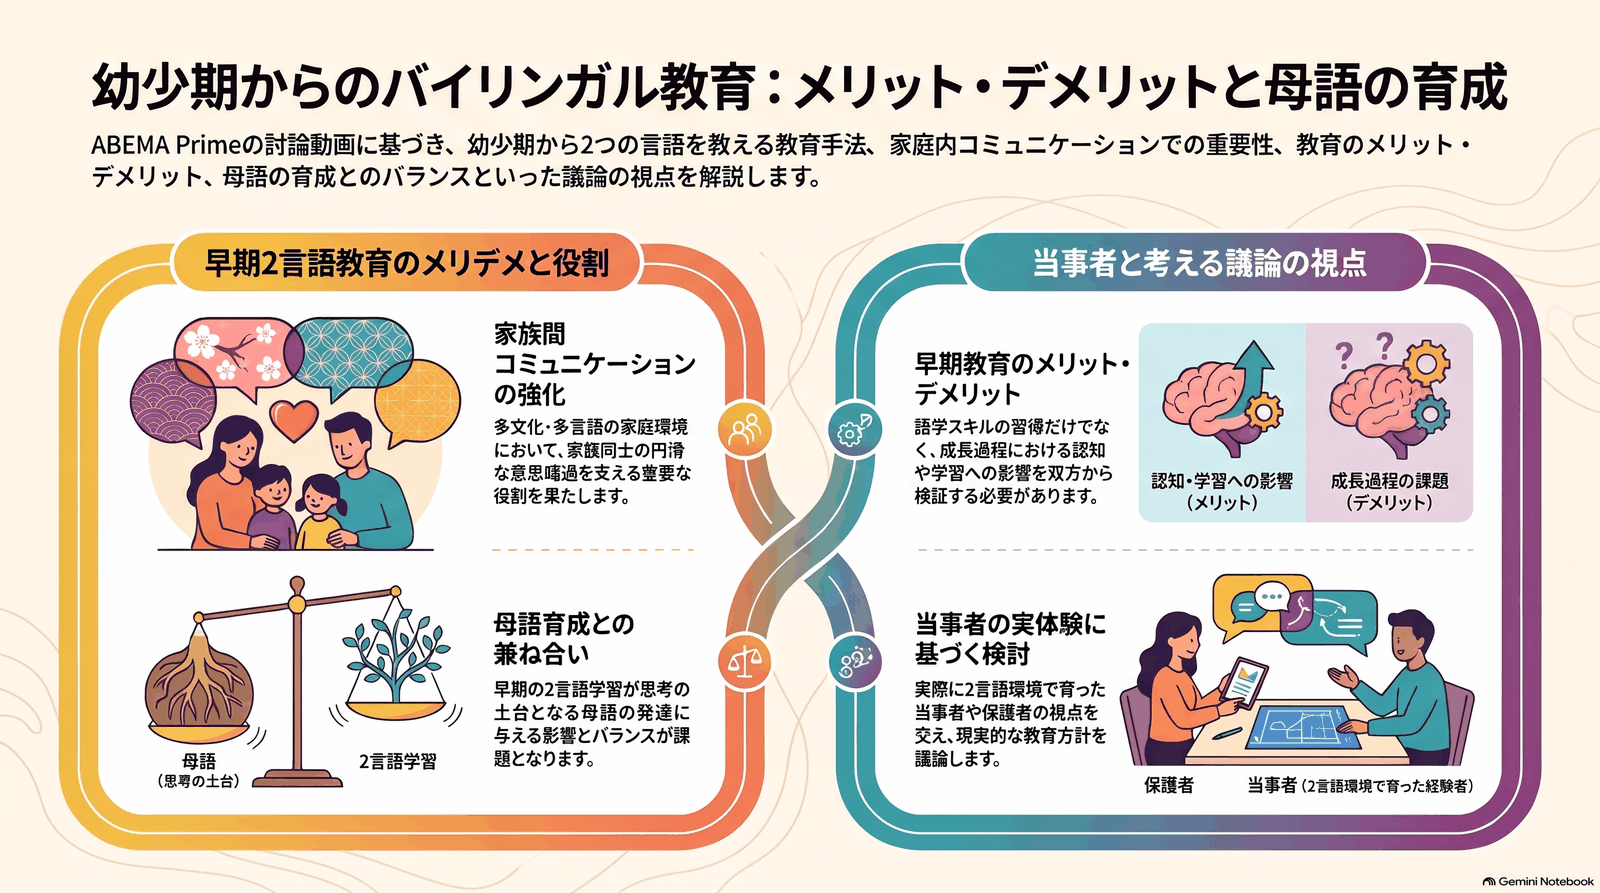 幼少期からのバイリンガル教育：メリット・デメリットと母語の育成
ABEMA Primeの討論動画に基づき、幼少期から2つの言語を教える教育手法、家庭内コミュニケーションでの重要性、教育のメリット・
デメリット、母語の育成とのバランスといった議論の視点を解説します。
早期2言語教育のメリデメと役割
家族間
コミュニケーション
の強化
多文化・多言語の家庭環境
において、家族同士の円滑
な意思 過を支える 要な
役割を果たします。
母語育成との
兼ね合い
早期の2言語学習が思考の
土台となる母語の発達に
与える影響とバランスが課
題となります。
母語
(思 の土台)
2言語学習
当事者と考える議論の視点
早期教育のメリット・
デメリット
語学スキルの習得だけでな
く、成長過程における認知
や学習への影響を双方から
検証する必要があります。
認知・学習への影響
(メリット)
成長過程の課題
(デメリット)
当事者の実体験に
基づく検討
実際に2言語環境で育った
当事者や保護者の視点を
交え、現実的な教育方計を
議論します。
保護者
当事者 (2言語環境で育った経験者)
Gemini Notebook